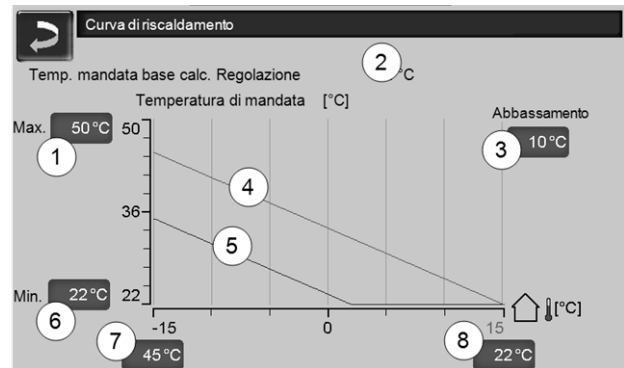 Curva di riscaldamento
Temp. mandata base calc. Regolazione 2 °C
Temperatura di mandata [°C]
Abbassamento
Max. 50 °C 50
10 °C
1
3
4
36
5
Min. 22 °C 22
[°C]
6
-15 0 15
7
8
45 °C 22 °C